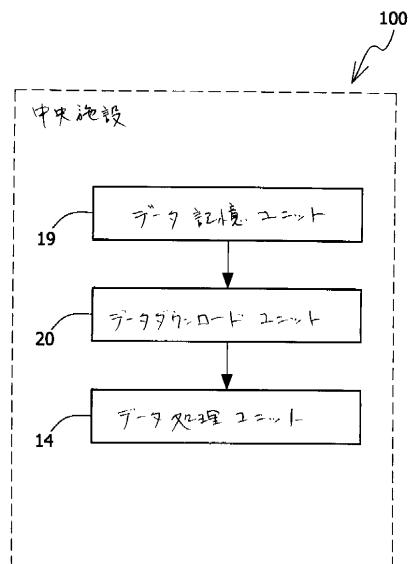 100
中央施設
データ記憶ユニット
19
データダウンロードユニット
20
データ処理ユニット
14